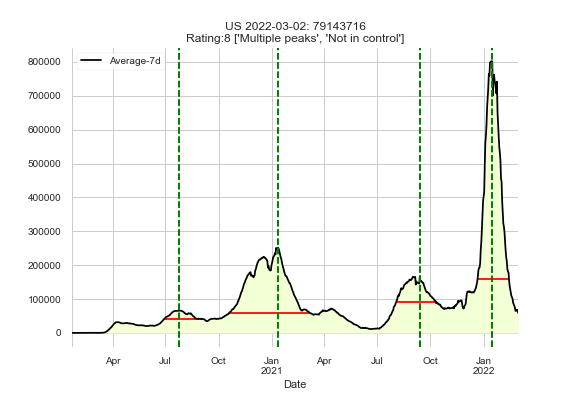 US 2022-03-02: 79143716
Rating:8 ['Multiple peaks', 'Not in control']
Average-7d
800000
700000
600000
500000
400000
300000
200000
100000
0
Apr Jul Oct Jan Apr Jul Oct Jan
2021 2022
Date